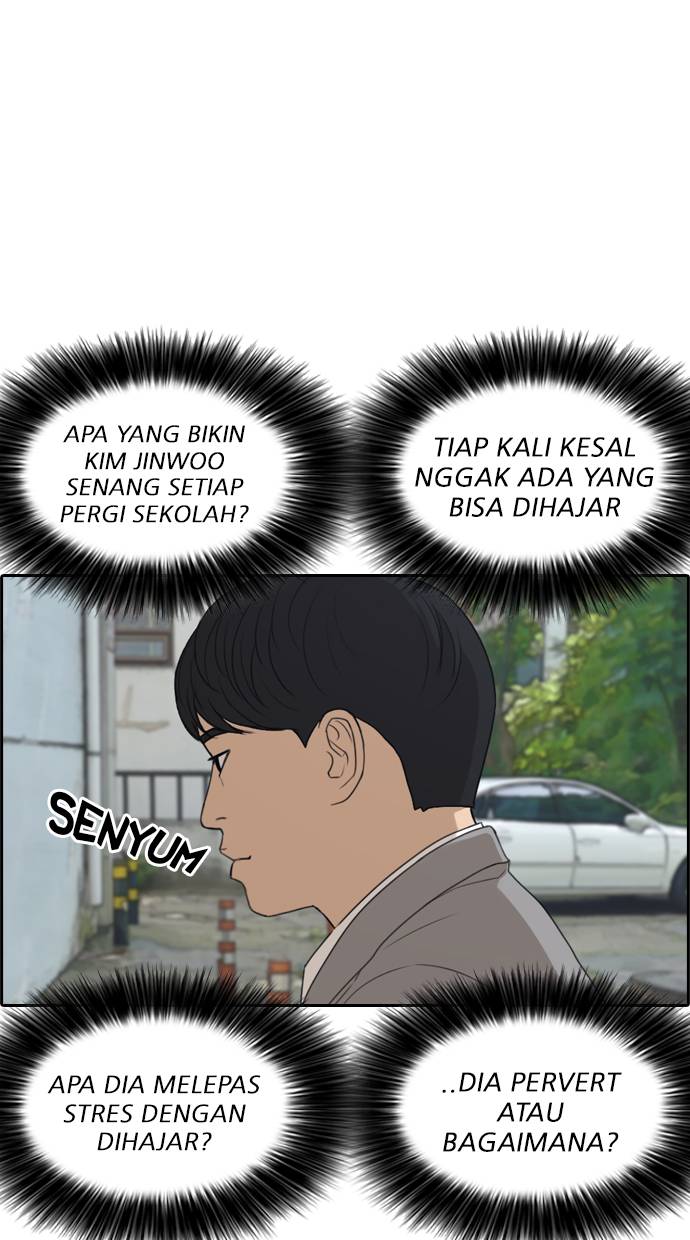 APA YANG BIKIN
KIM JINWOO
SENANG SETIAP
PERGI SEKOLAH?
TIAP KALI KESAL
NGGAK ADA YANG
BISA DIHAJAR
SENYUM
APA DIA MELEPAS
STRES DENGAN
DIHAJAR?
..DIA PERVERT
ATAU
BAGAIMANA?